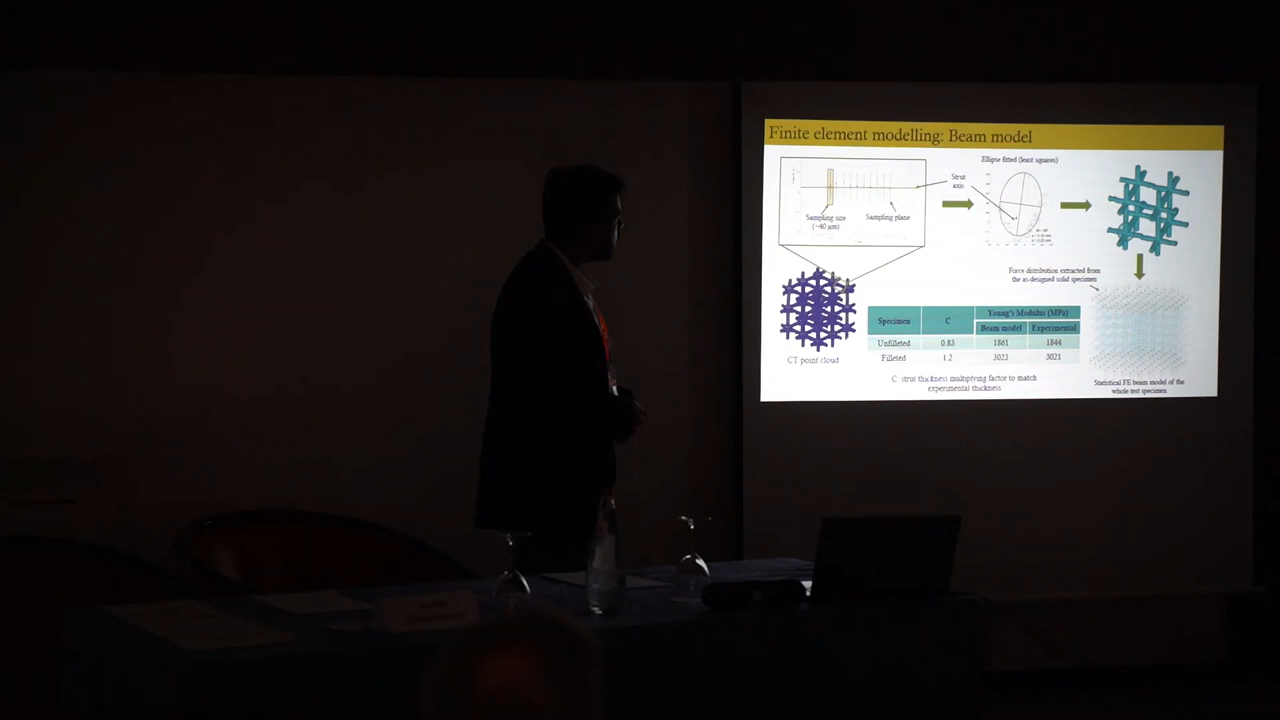 Finite element modelling: Beam model
Ellipse fitted (least squares)
Strut
axis
Sampling size
(~40 μm)
Sampling plane
Force distribution extracted from
the as-designed solid specimen
CT point cloud
Specimen
C
Young's Modulus (MPa)
Beam model
Experimental
Unfilleted
0.83
1861
1844
Filleted
1.2
3023
3021
C strut thickness multiplying factor to match
experimental thickness
Statistical FE beam model of the
whole test specimen